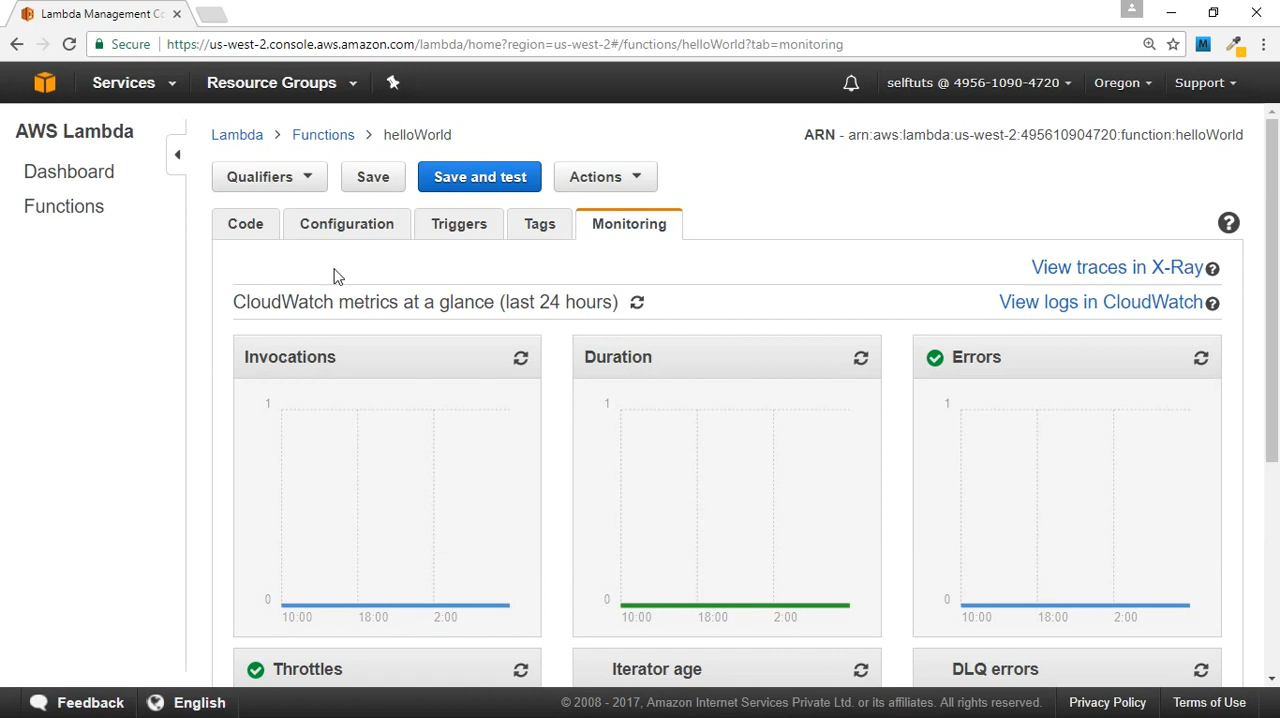 Lambda Management Co
Secure https://us-west-2.console.aws.amazon.com/lambda/home?region=us-west-2#/functions/helloWorld?tab=monitoring
M
Services Resource Groups selftuts @ 4956-1090-4720 Oregon Support
AWS Lambda
Dashboard
Functions
Lambda > Functions > helloWorld ARN - arn:aws:lambda:us-west-2:495610904720:function:helloWorld
Qualifiers Save Save and test Actions
Code Configuration Triggers Tags Monitoring ?
View traces in X-Ray ?
CloudWatch metrics at a glance (last 24 hours) View logs in CloudWatch ?
Invocations Duration Errors
1 1 1
0 0 0
10:00 18:00 2:00 10:00 18:00 2:00 10:00 18:00 2:00
Throttles Iterator age DLQ errors
Feedback English © 2008 - 2017, Amazon Internet Services Private Ltd. or its affiliates. All rights reserved. Privacy Policy Terms of Use